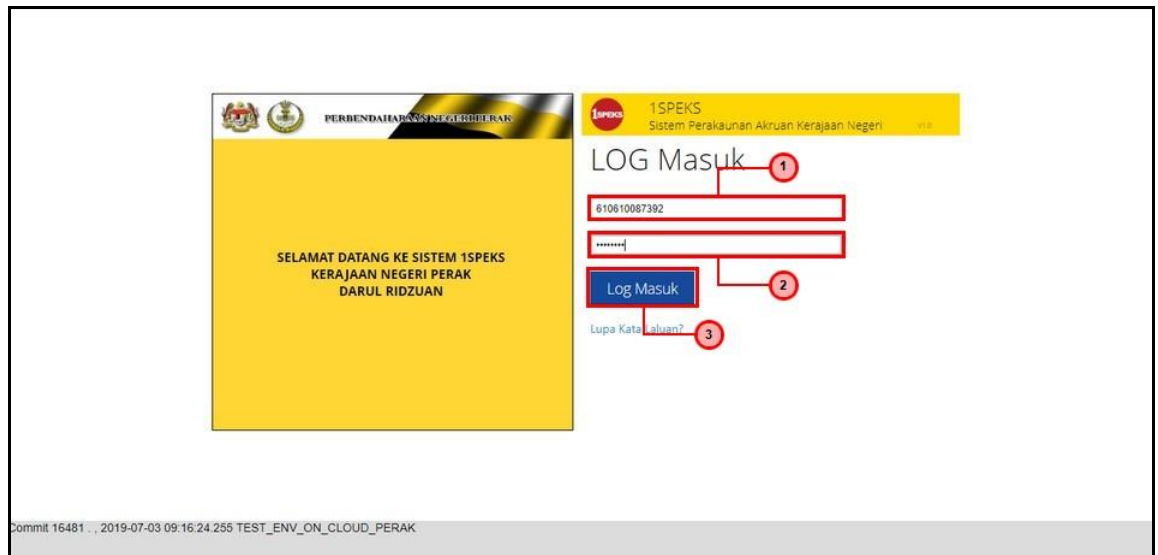 PERBENDAHARAAN NEGERI PERAK
SELAMAT DATANG KE SISTEM 1SPEKS
KERAJAAN NEGERI PERAK
DARUL RIDZUAN
1SPEKS
1SPEKS
Sistem Perakaunan Akruan Kerajaan Negeri
v1.0
LOG Masuk
1
610610087392
••••••••
2
Log Masuk
Lupa Kata Laluan?
3
Commit 16481 . , 2019-07-03 09:16:24.255 TEST_ENV_ON_CLOUD_PERAK